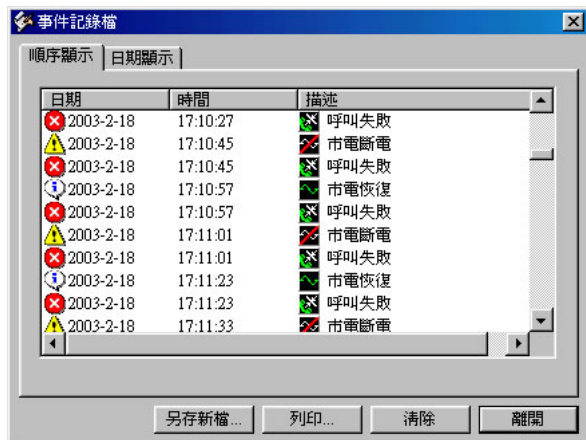 事件記錄檔
順序顯示 日期顯示
日期 時間 描述
2003-2-18 17:10:27 呼叫失敗
2003-2-18 17:10:45 市電斷電
2003-2-18 17:10:45 呼叫失敗
2003-2-18 17:10:57 市電恢復
2003-2-18 17:10:57 呼叫失敗
2003-2-18 17:11:01 市電斷電
2003-2-18 17:11:01 呼叫失敗
2003-2-18 17:11:23 市電恢復
2003-2-18 17:11:23 呼叫失敗
2003-2-18 17:11:33 市電斷電
另存新檔... 列印... 清除 離開